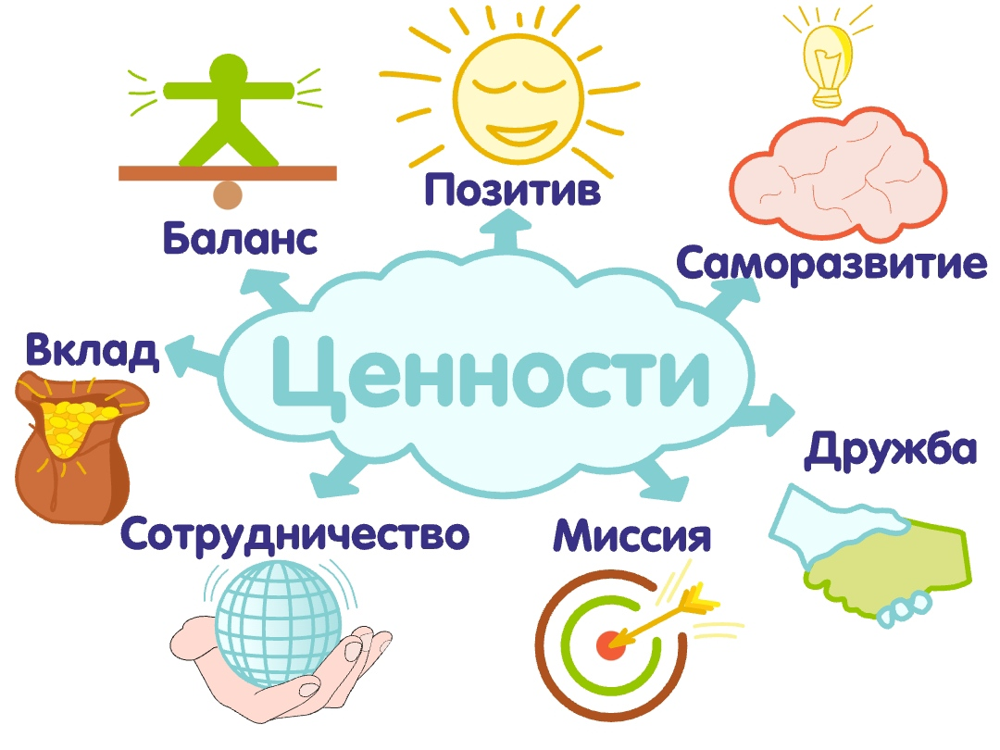 Позитив
Баланс
Саморазвитие
Вклад
Ценности
Дружба
Сотрудничество
Миссия